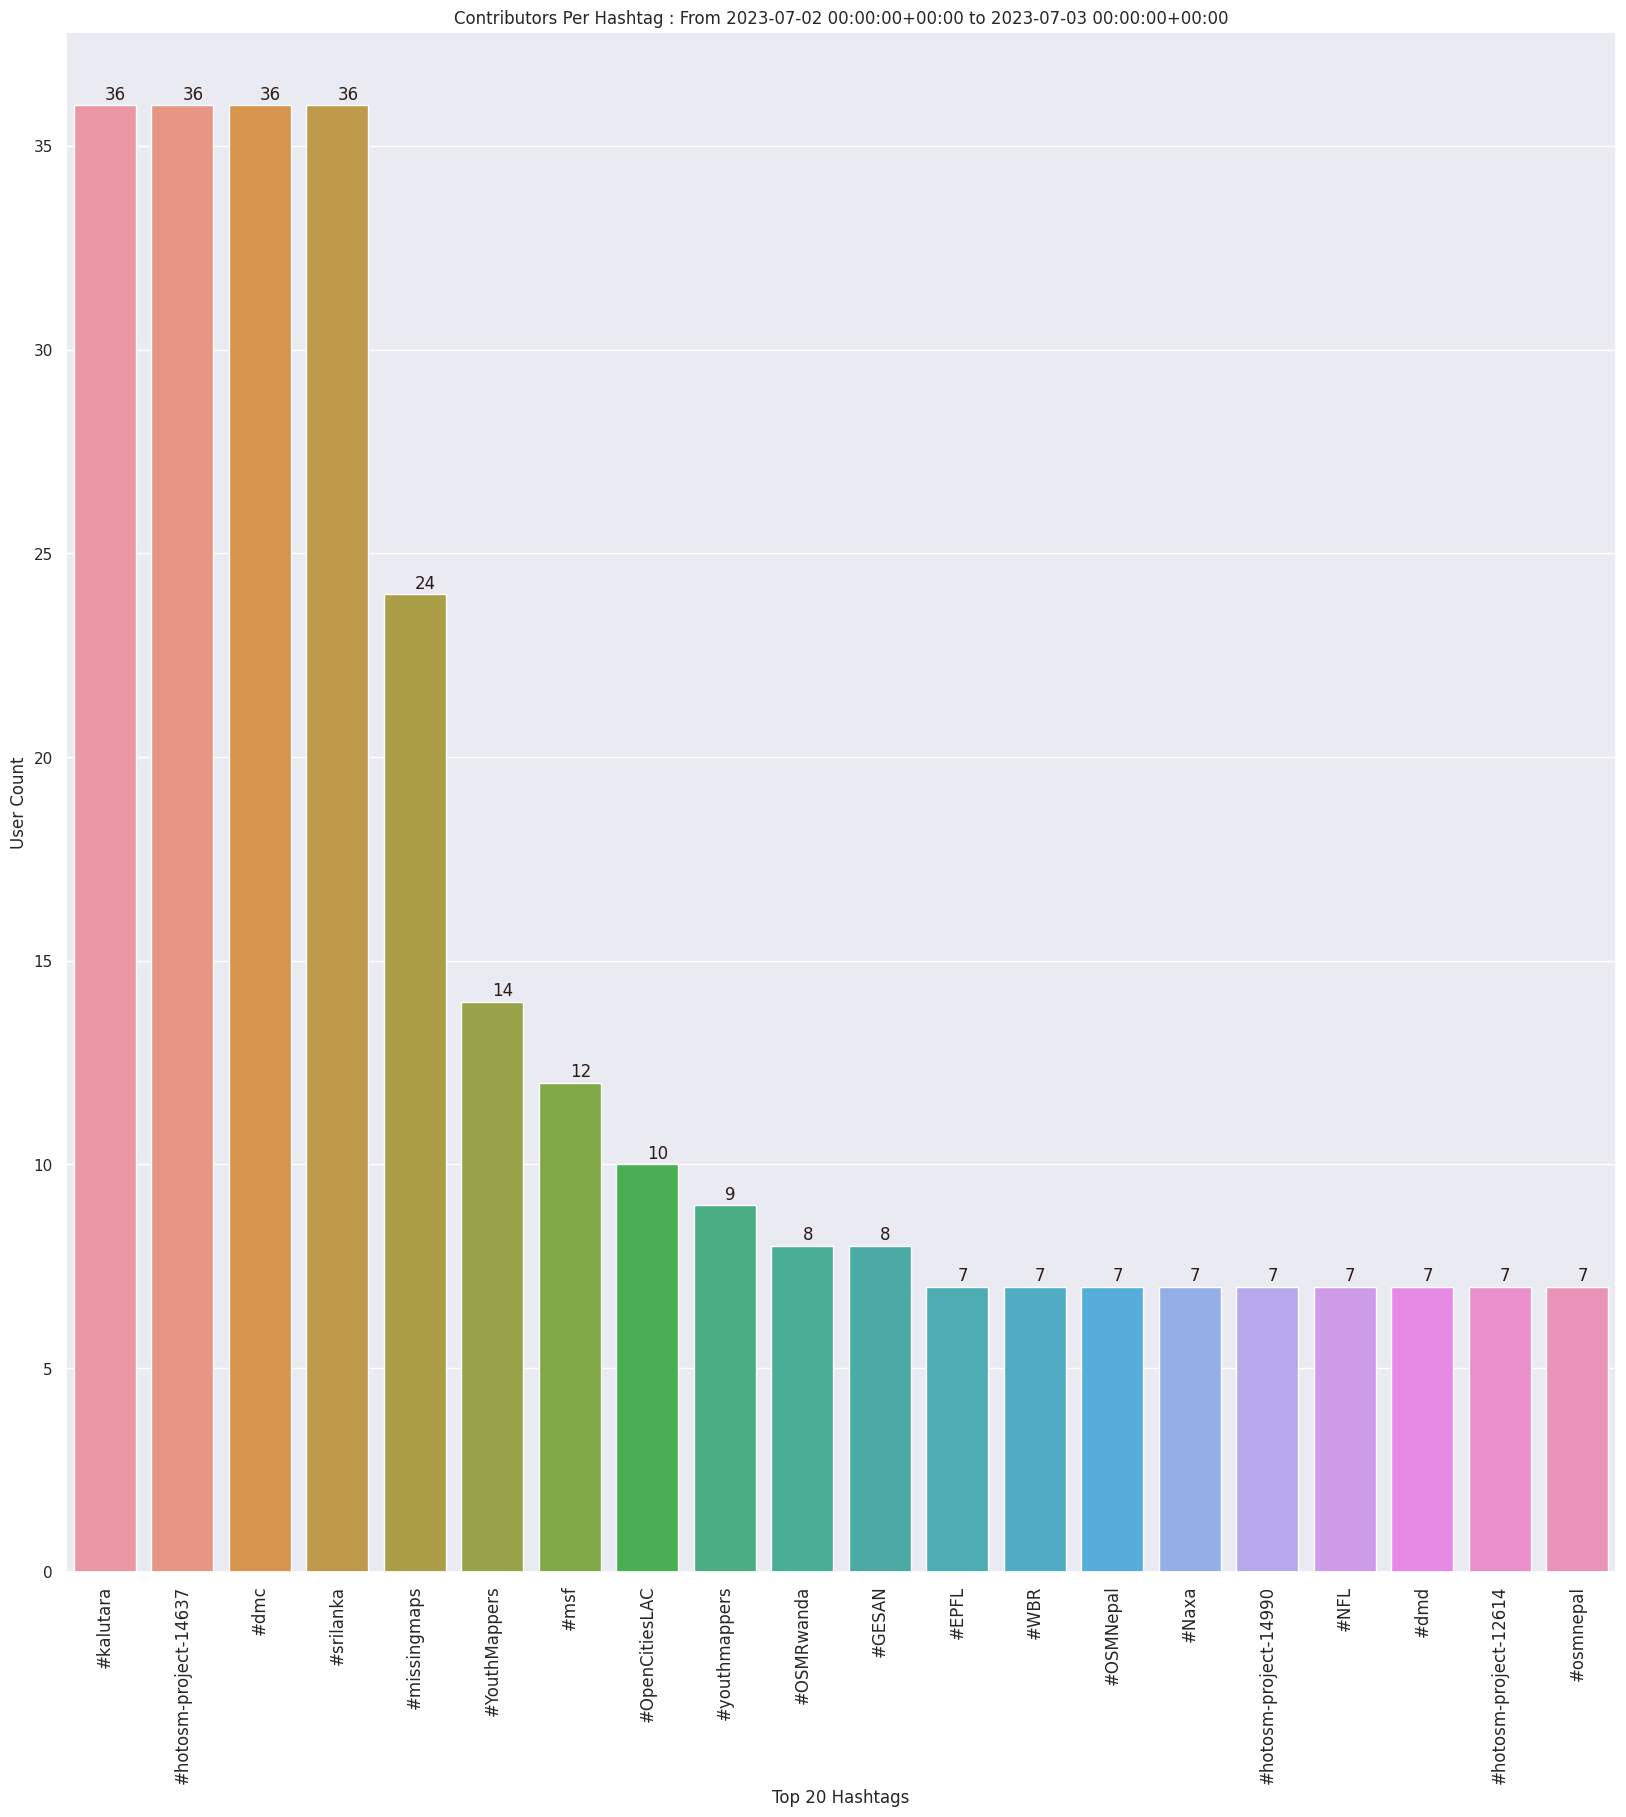 Contributors Per Hashtag : From 2023-07-02 00:00:00+00:00 to 2023-07-03 00:00:00+00:00
User Count
35
30
25
20
15
10
5
0
36
36
36
36
24
14
12
10
9
8
8
7
7
7
7
7
7
7
7
7
#kalutara
#hotosm-project-14637
#dmc
#srilanka
#missingmaps
#YouthMappers
#msf
#OpenCitiesLAC
#youthmappers
#OSMRwanda
#GESAN
#EPFL
#WBR
#OSMNepal
#Naxa
#hotosm-project-14990
#NFL
#dmd
#hotosm-project-12614
#osmnepal
Top 20 Hashtags